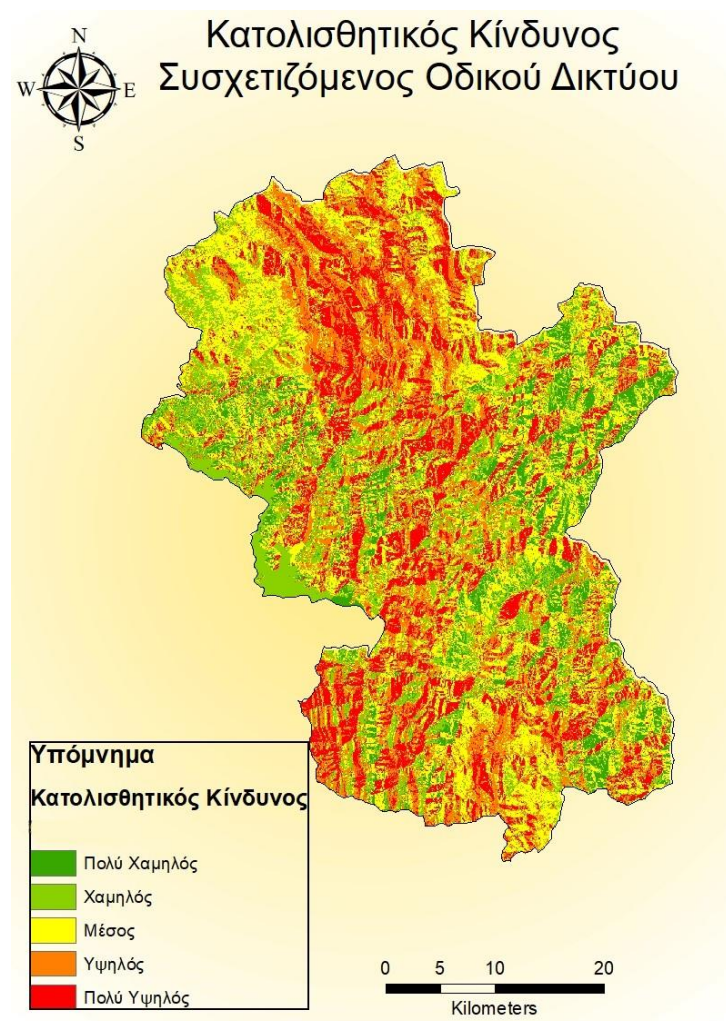 Κατολισθητικός Κίνδυνος
Συσχετιζόμενος Οδικού Δικτύου
N
W E
S
Υπόμνημα
Κατολισθητικός Κίνδυνος
Πολύ Χαμηλός
Χαμηλός
Μέσος
Υψηλός
Πολύ Υψηλός
0 5 10 20
Kilometers